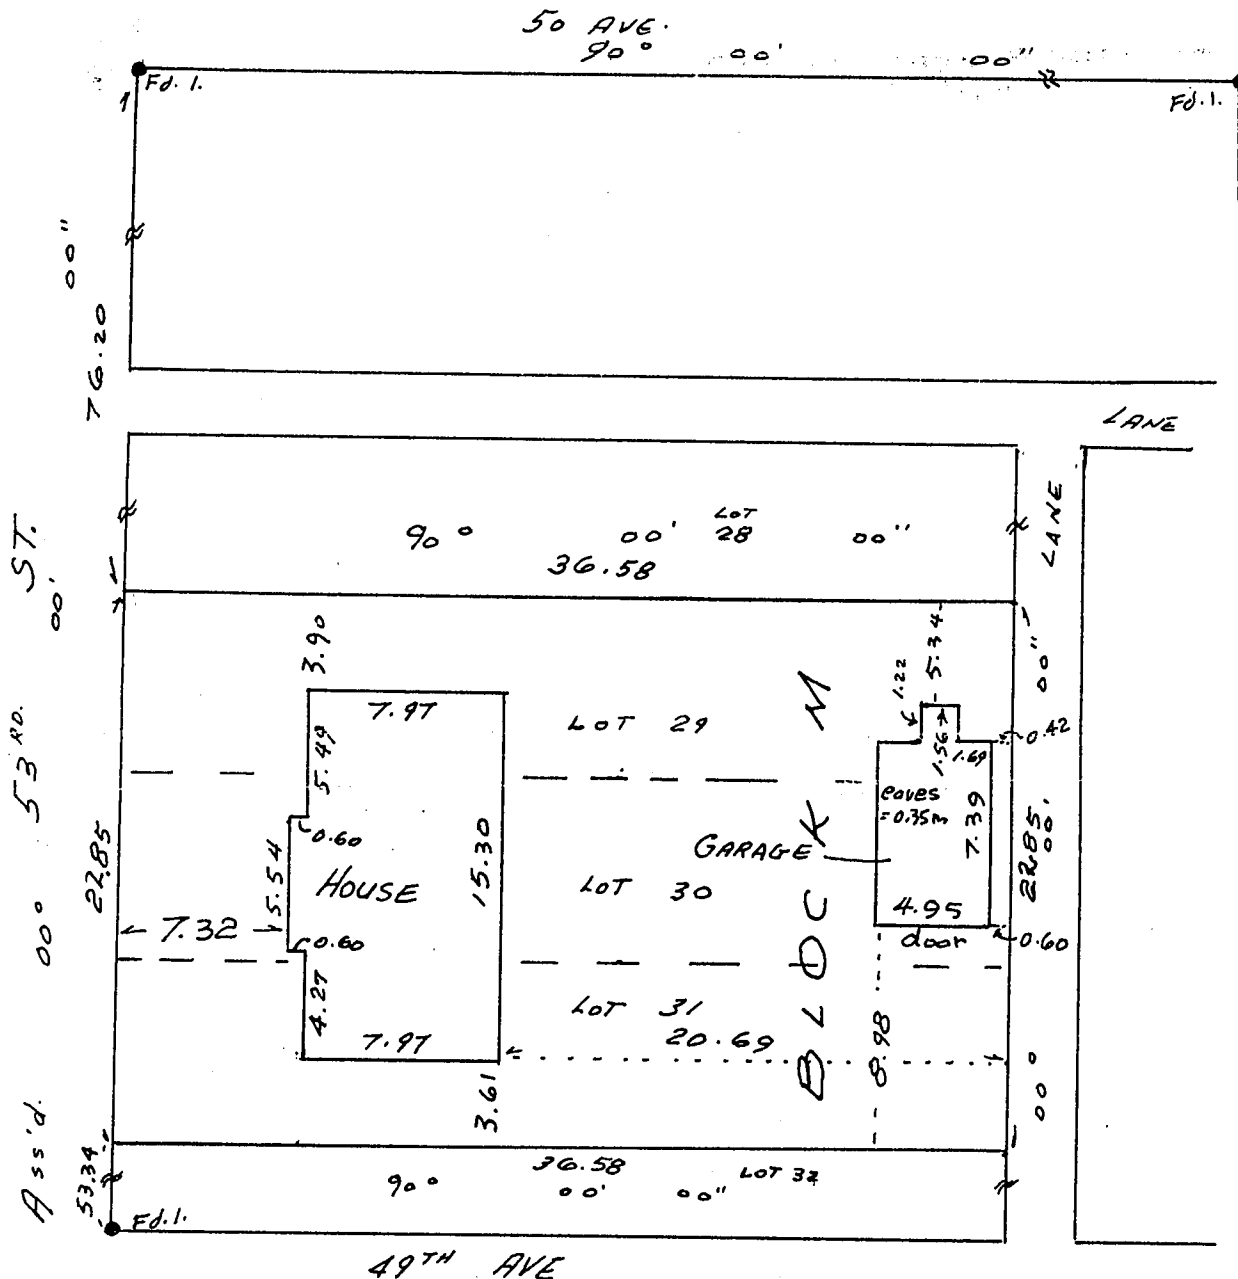 50 AVE.
90° 00' 00"
Fd. I.
Fd. I.
00"
76.20
LANE
LANE
ST.
00'
53RD.
00°
Ass'd.
LOT
28
90° 00' 00"
36.58
3.90
7.97
5.49
0.60
5.54
HOUSE
15.30
7.32
0.60
4.27
7.97
3.61
22.85
LOT 29
LOT 30
LOT 31
20.69
BLOCK M
1.22
5.34
1.56
1.69
0.42
eaves
=0.35m
7.39
GARAGE
4.95
door
0.60
8.98
00"
22.85
00'
00°
36.58
LOT 32
90° 00' 00"
53.34
Fd. I.
49TH AVE